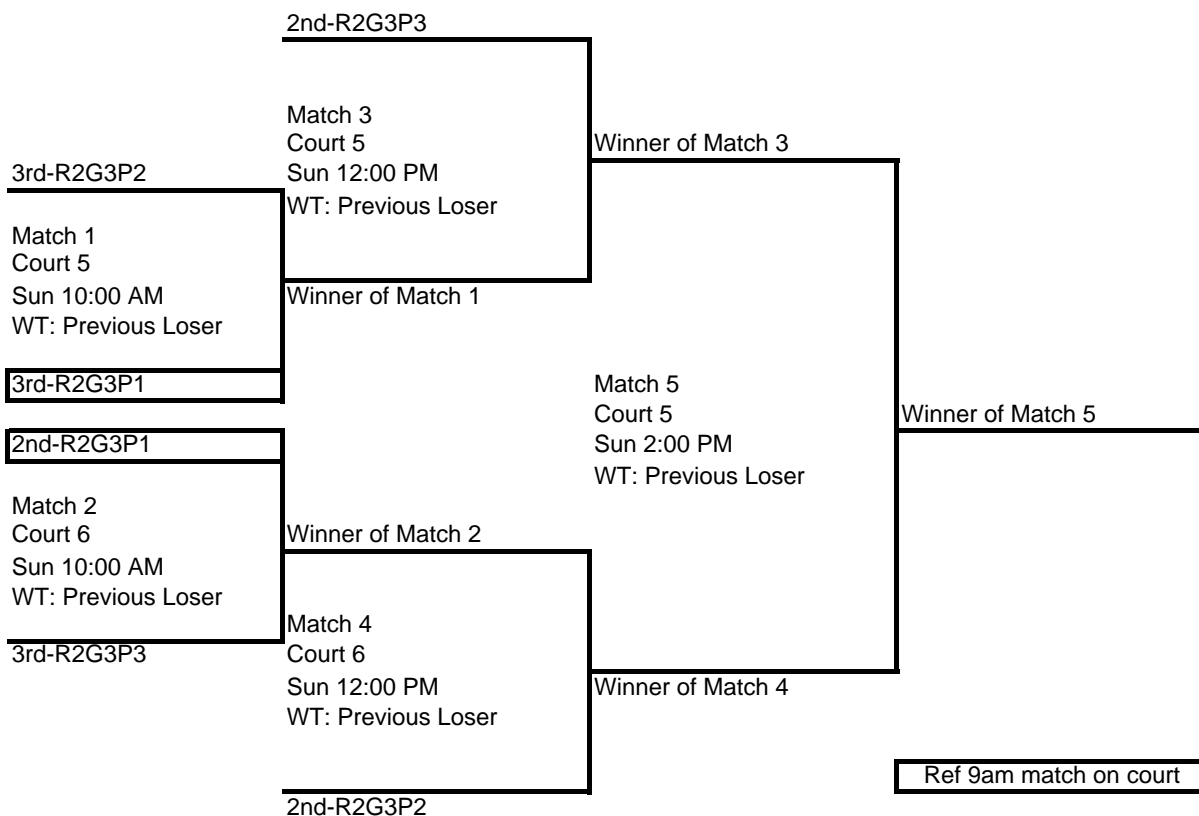 2nd-R2G3P3
Match 3
Court 5
Sun 12:00 PM
WT: Previous Loser
Winner of Match 3
3rd-R2G3P2
Match 1
Court 5
Sun 10:00 AM
WT: Previous Loser
Winner of Match 1
3rd-R2G3P1
Match 5
Court 5
Sun 2:00 PM
WT: Previous Loser
Winner of Match 5
2nd-R2G3P1
Match 2
Court 6
Sun 10:00 AM
WT: Previous Loser
Winner of Match 2
3rd-R2G3P3
Match 4
Court 6
Sun 12:00 PM
WT: Previous Loser
Winner of Match 4
2nd-R2G3P2
Ref 9am match on court